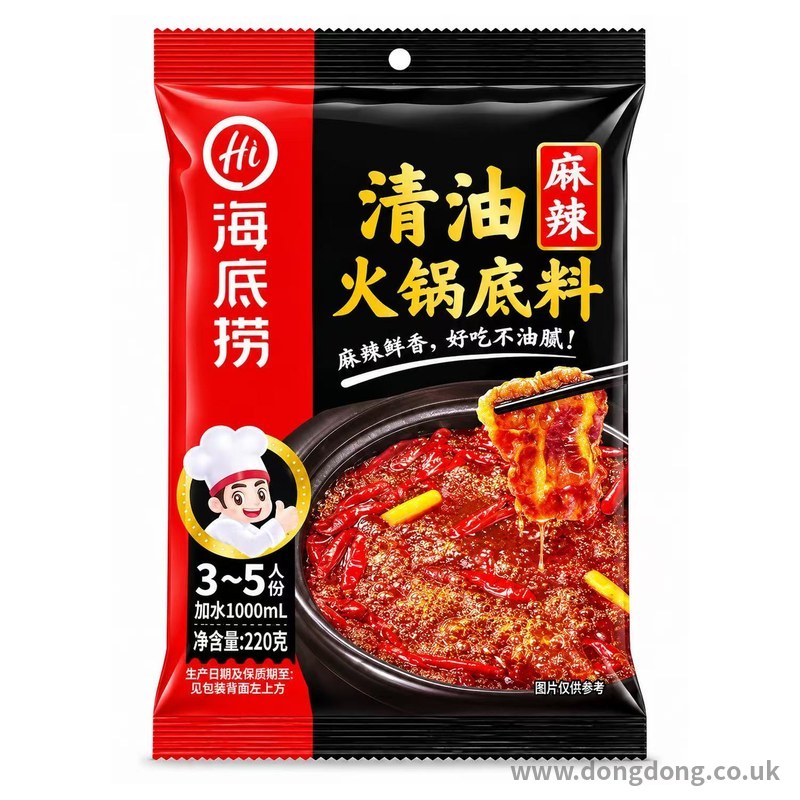 Hi
海底捞
清油
麻辣
火锅底料
麻辣鲜香，好吃不油腻！
3~5人份
加水1000mL
净含量:220克
生产日期及保质期至:
见包装背面左上方
图片仅供参考
www.dongdong.co.uk